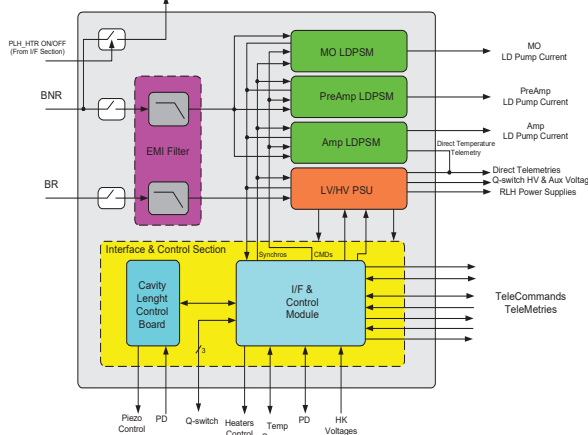 PLH_HTR ON/OFF
(From I/F Section)
BNR
BR
EMI Filter
MO LDPSM
PreAmp LDPSM
Amp LDPSM
LV/HV PSU
MO
LD Pump Current
PreAmp
LD Pump Current
Amp
LD Pump Current
Direct Temperature
Telemetry
Direct Telemetries
Q-switch HV & Aux Voltag
RLH Power Supplies
Interface & Control Section
Synchros
CMDs
Cavity
Lenght
Control
Board
I/F &
Control
Module
TeleCommands
TeleMetries
3
Piezo
Control
PD
Q-switch
Heaters
Control
Temp
PD
HK
Voltages